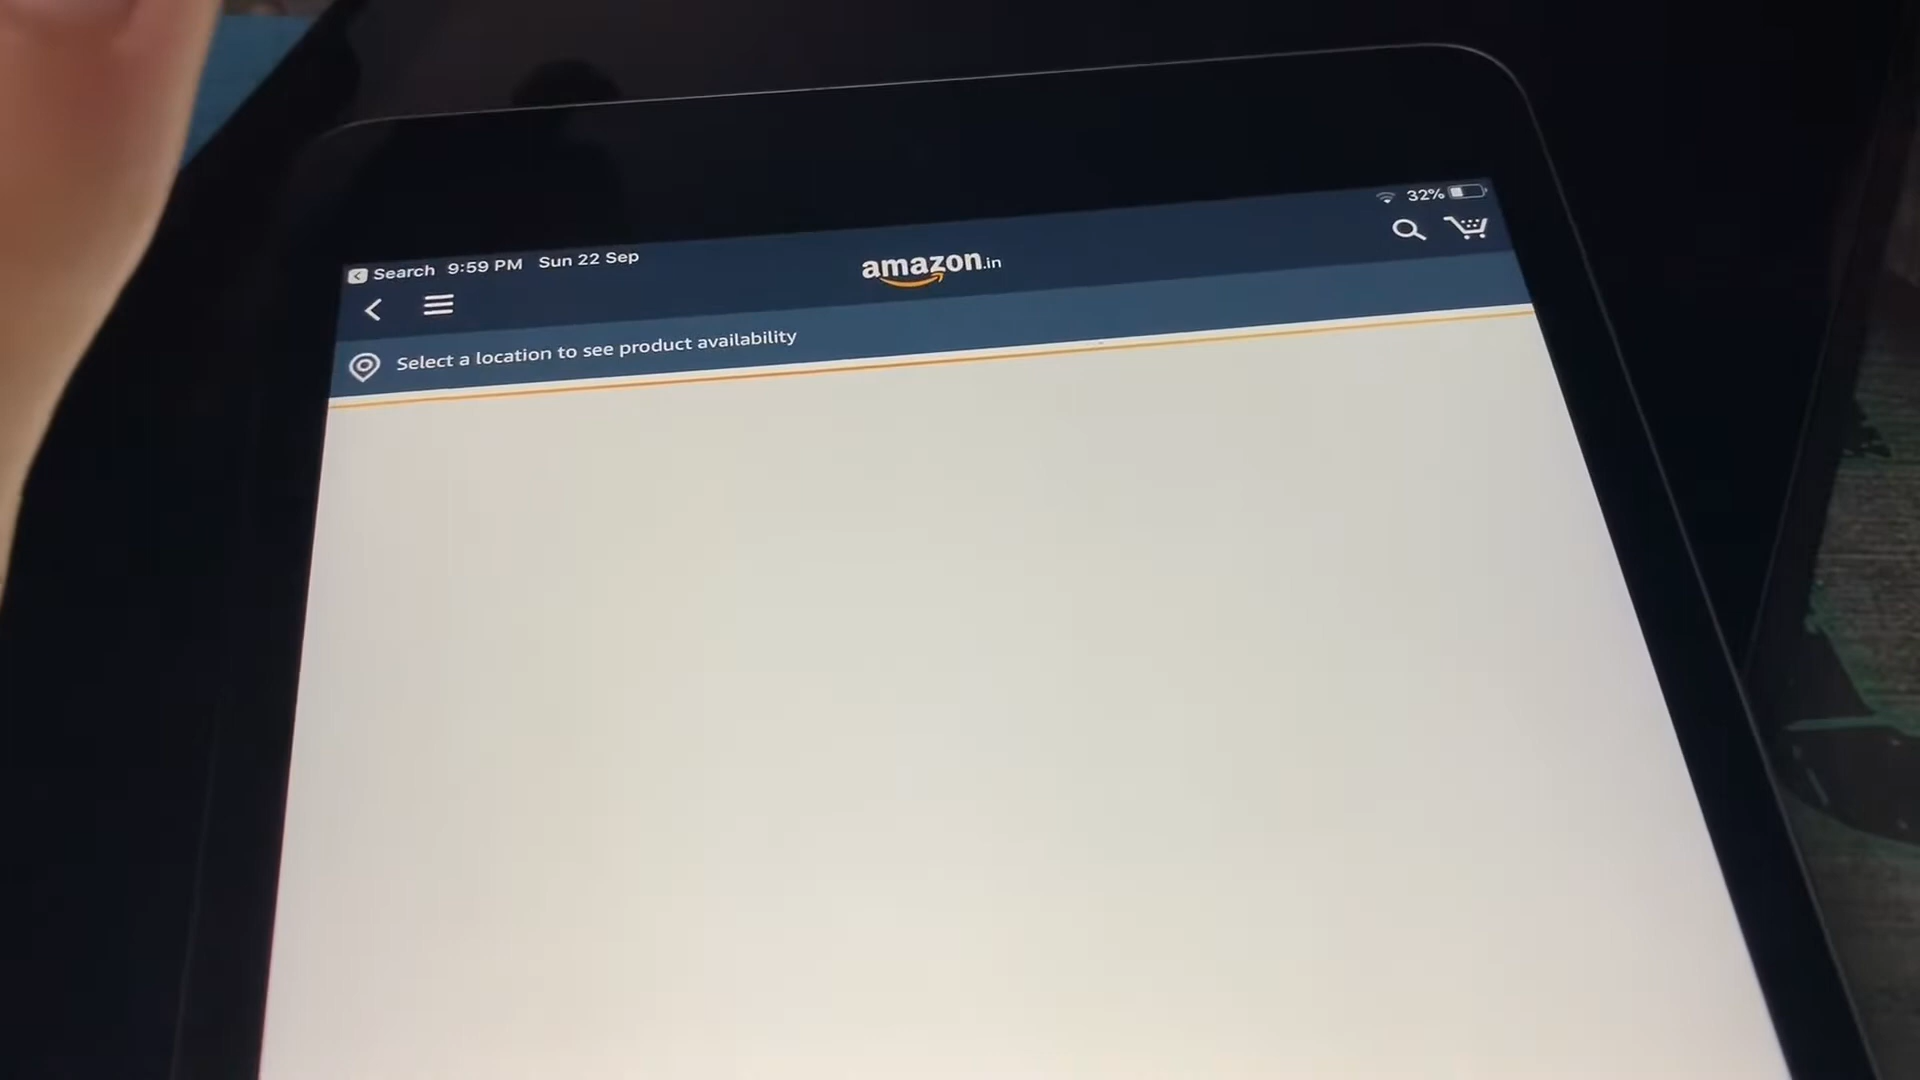 Search 9:59 PM Sun 22 Sep
32%
amazon.in
Select a location to see product availability